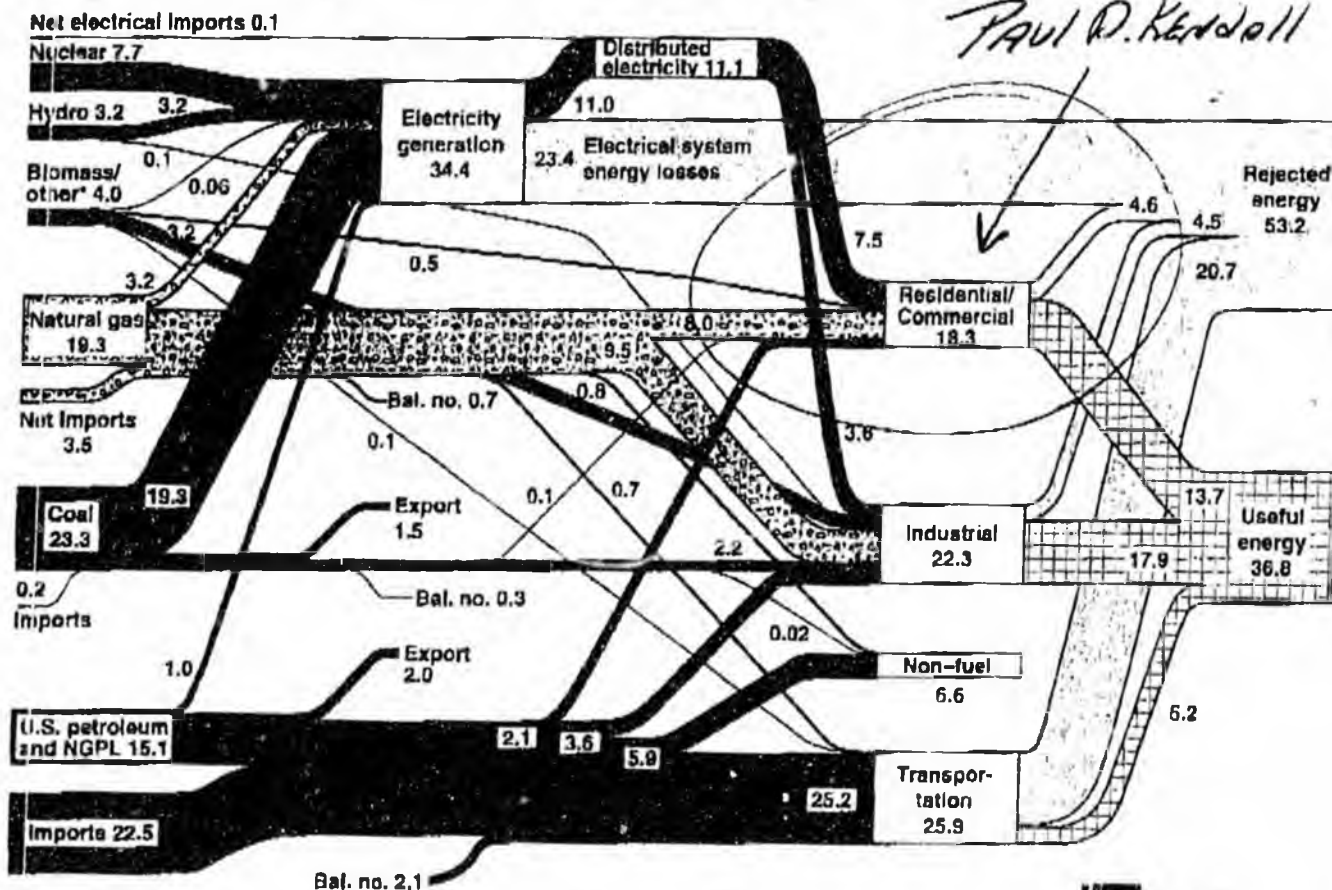 Paul D. Kendall
Net electrical imports 0.1
Nuclear 7.7
Distributed
electricity 11.1
Hydro 3.2
3.2
11.0
Electricity
generation
34.4
23.4
Electrical system
energy losses
Rejected
energy
53.2
0.1
Biomass/
other* 4.0
0.06
4.6
4.5
3.2
7.5
0.5
20.7
3.2
Natural gas
19.3
Residential/
Commercial
18.3
8.0
9.5
Net Imports
3.5
Bal. no. 0.7
0.8
3.6
0.1
19.3
0.1
0.7
Coal
23.3
Export
1.5
Industrial
22.3
13.7
Useful
energy
36.8
2.2
17.9
0.2
Imports
Bal. no. 0.3
0.02
1.0
Export
2.0
Non-fuel
6.6
U.S. petroleum
and NGPL 15.1
2.1
3.6
5.9
5.2
Transpor-
tation
25.9
25.2
Imports 22.5
Bal. no. 2.1